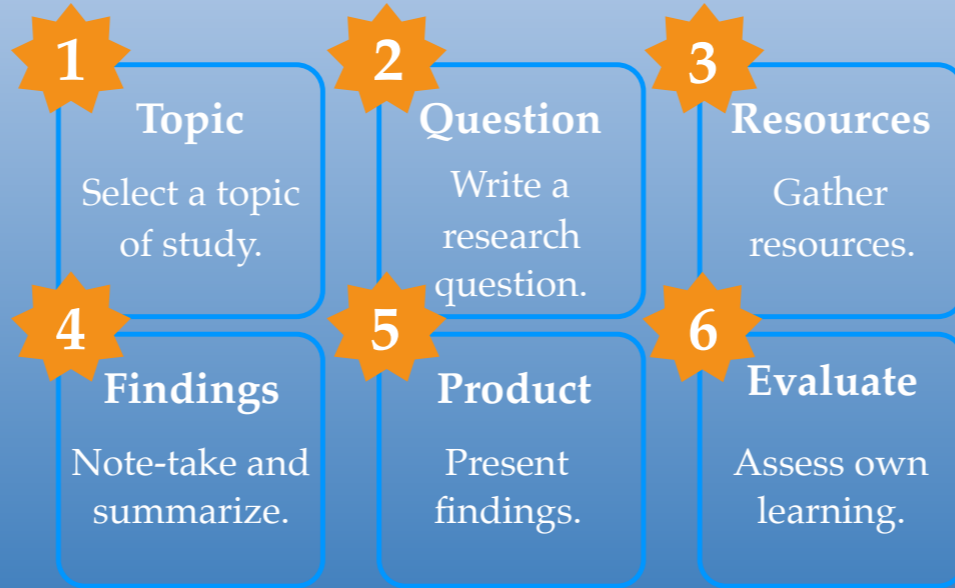 1
Topic
Select a topic
of study.
2
Question
Write a
research
question.
3
Resources
Gather
resources.
4
Findings
Note-take and
summarize.
5
Product
Present
findings.
6
Evaluate
Assess own
learning.